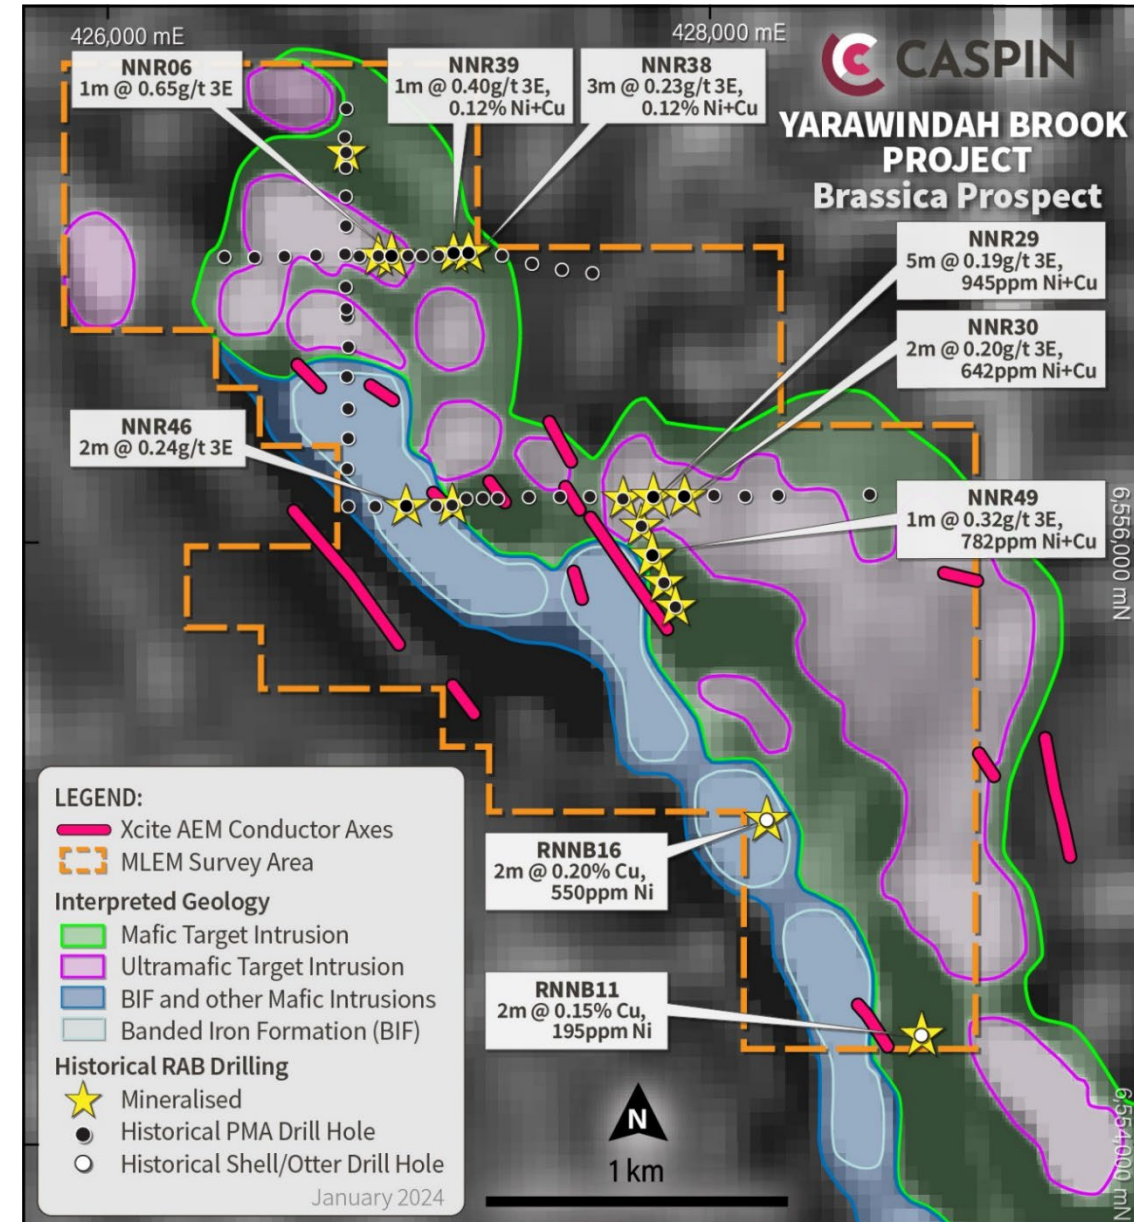 426,000 mE
428,000 mE
CASPIN
YARAWINDAH BROOK
PROJECT
Brassica Prospect
NNR06
1m @ 0.65g/t 3E
NNR39
1m @ 0.40g/t 3E,
0.12% Ni+Cu
NNR38
3m @ 0.23g/t 3E,
0.12% Ni+Cu
NNR29
5m @ 0.19g/t 3E,
945ppm Ni+Cu
NNR30
2m @ 0.20g/t 3E,
642ppm Ni+Cu
NNR46
2m @ 0.24g/t 3E
NNR49
1m @ 0.32g/t 3E,
782ppm Ni+Cu
6,556,000 mN
RNNB16
2m @ 0.20% Cu,
550ppm Ni
RNNB11
2m @ 0.15% Cu,
195ppm Ni
6,554,000 mN
LEGEND:
Xcite AEM Conductor Axes
MLEM Survey Area
Interpreted Geology
Mafic Target Intrusion
Ultramafic Target Intrusion
BIF and other Mafic Intrusions
Banded Iron Formation (BIF)
Historical RAB Drilling
Mineralised
Historical PMA Drill Hole
Historical Shell/Otter Drill Hole
January 2024
N
1 km